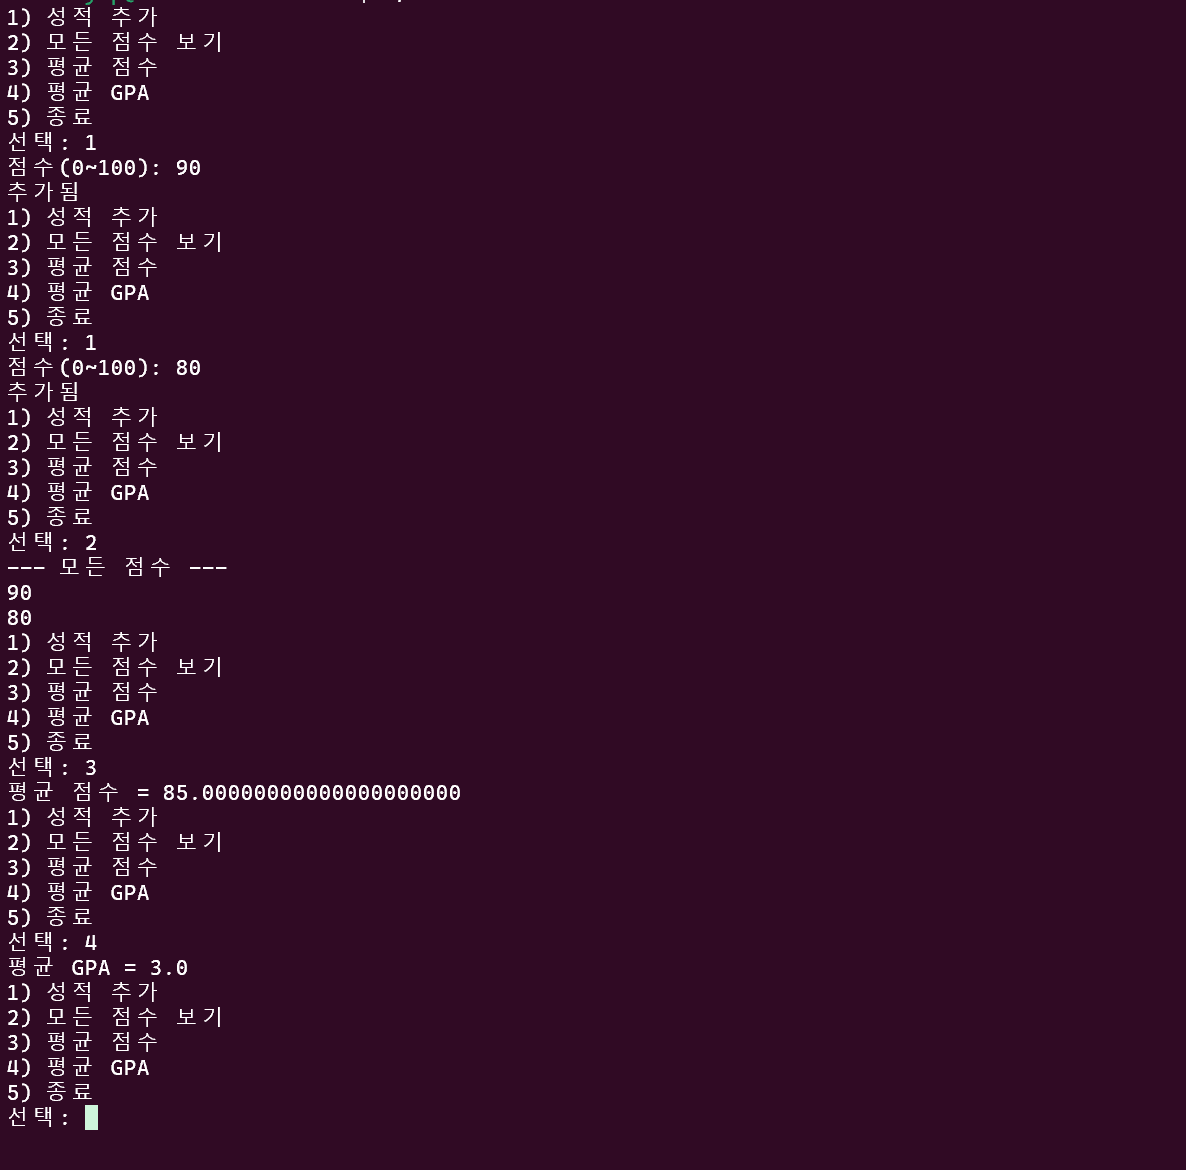 1) 성적 추가
2) 모든 점수 보기
3) 평균 점수
4) 평균 GPA
5) 종료
선택: 1
점수(0~100): 90
추가됨
1) 성적 추가
2) 모든 점수 보기
3) 평균 점수
4) 평균 GPA
5) 종료
선택: 1
점수(0~100): 80
추가됨
1) 성적 추가
2) 모든 점수 보기
3) 평균 점수
4) 평균 GPA
5) 종료
선택: 2
--- 모든 점수 ---
90
80
1) 성적 추가
2) 모든 점수 보기
3) 평균 점수
4) 평균 GPA
5) 종료
선택: 3
평균 점수 = 85.00000000000000000000
1) 성적 추가
2) 모든 점수 보기
3) 평균 점수
4) 평균 GPA
5) 종료
선택: 4
평균 GPA = 3.0
1) 성적 추가
2) 모든 점수 보기
3) 평균 점수
4) 평균 GPA
5) 종료
선택: